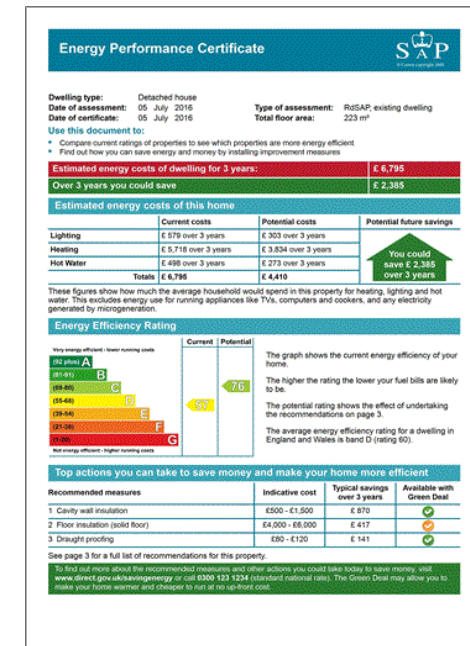 Energy Performance Certificate
SAP
© Crown copyright 2009
Dwelling type: Detached house
Date of assessment: 05 July 2016 Type of assessment: RdSAP, existing dwelling
Date of certificate: 05 July 2016 Total floor area: 223 m²
Use this document to:
• Compare current ratings of properties to see which properties are more energy efficient
• Find out how you can save energy and money by installing improvement measures
Estimated energy costs of dwelling for 3 years: £ 6,795
Over 3 years you could save £ 2,385
Estimated energy costs of this home
Current costs Potential costs Potential future savings
Lighting £ 579 over 3 years £ 303 over 3 years
Heating £ 5,718 over 3 years £ 3,834 over 3 years
Hot Water £ 498 over 3 years £ 273 over 3 years
Totals £ 6,795 £ 4,410
You could
save £ 2,385
over 3 years
These figures show how much the average household would spend in this property for heating, lighting and hot
water. This excludes energy use for running appliances like TVs, computers and cookers, and any electricity
generated by microgeneration.
Energy Efficiency Rating
Current Potential
Very energy efficient - lower running costs
(92 plus) A
(81-91) B
(69-80) C
(55-68) D
(39-54) E
(21-38) F
(1-20) G
Not energy efficient - higher running costs
57
76
The graph shows the current energy efficiency of your
home.
The higher the rating the lower your fuel bills are likely
to be.
The potential rating shows the effect of undertaking
the recommendations on page 3.
The average energy efficiency rating for a dwelling in
England and Wales is band D (rating 60).
Top actions you can take to save money and make your home more efficient
Recommended measures Indicative cost Typical savings over 3 years Available with Green Deal
1 Cavity wall insulation £500 - £1,500 £ 870
2 Floor insulation (solid floor) £4,000 - £6,000 £ 417
3 Draught proofing £80 - £120 £ 141
See page 3 for a full list of recommendations for this property.
To find out more about the recommended measures and other actions you could take today to save money, visit
www.direct.gov.uk/savingenergy or call 0300 123 1234 (standard national rate). The Green Deal may allow you to
make your home warmer and cheaper to run at no up-front cost.